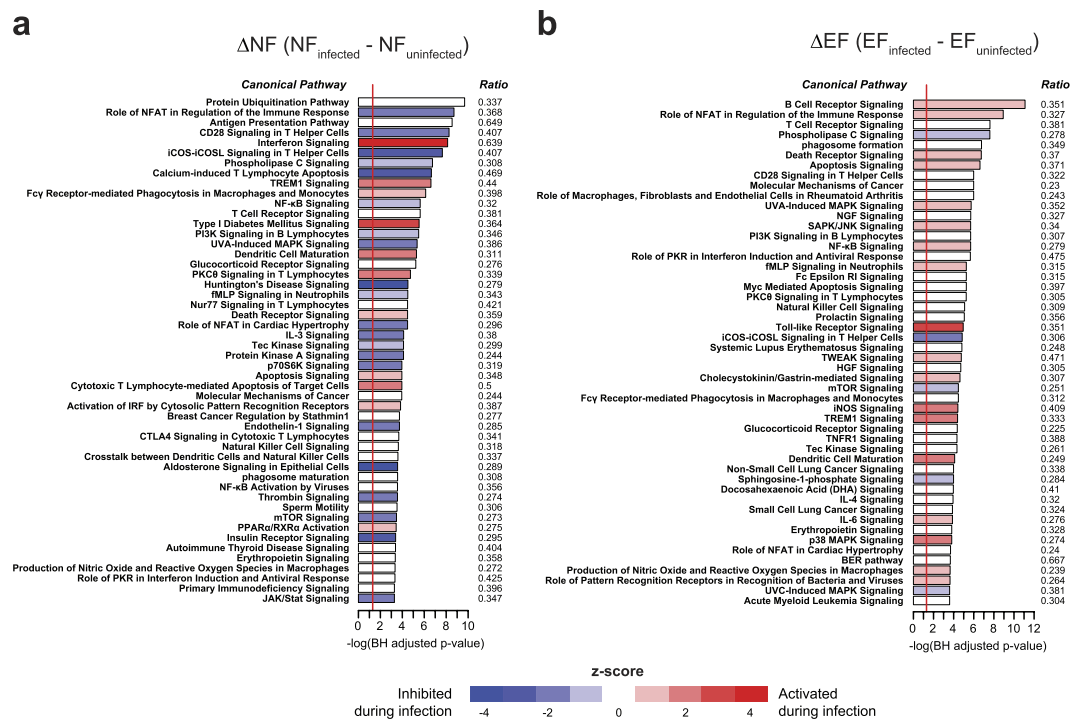 a
ΔNF (NFinfected - NFuninfected)
Canonical Pathway Ratio
Protein Ubiquitination Pathway 0.337
Role of NFAT in Regulation of the Immune Response 0.368
Antigen Presentation Pathway 0.649
CD28 Signaling in T Helper Cells 0.407
Interferon Signaling 0.639
iCOS-iCOSL Signaling in T Helper Cells 0.407
Phospholipase C Signaling 0.308
Calcium-induced T Lymphocyte Apoptosis 0.469
TREM1 Signaling 0.44
Fcγ Receptor-mediated Phagocytosis in Macrophages and Monocytes 0.398
NF-κB Signaling 0.32
T Cell Receptor Signaling 0.381
Type I Diabetes Mellitus Signaling 0.364
PI3K Signaling in B Lymphocytes 0.346
UVA-Induced MAPK Signaling 0.386
Dendritic Cell Maturation 0.311
Glucocorticoid Receptor Signaling 0.276
PKCθ Signaling in T Lymphocytes 0.339
Huntington's Disease Signaling 0.279
fMLP Signaling in Neutrophils 0.343
Nur77 Signaling in T Lymphocytes 0.421
Death Receptor Signaling 0.359
Role of NFAT in Cardiac Hypertrophy 0.296
IL-3 Signaling 0.38
Tec Kinase Signaling 0.299
Protein Kinase A Signaling 0.244
p70S6K Signaling 0.319
Apoptosis Signaling 0.348
Cytotoxic T Lymphocyte-mediated Apoptosis of Target Cells 0.5
Molecular Mechanisms of Cancer 0.244
Activation of IRF by Cytosolic Pattern Recognition Receptors 0.387
Breast Cancer Regulation by Stathmin1 0.277
Endothelin-1 Signaling 0.285
CTLA4 Signaling in Cytotoxic T Lymphocytes 0.341
Natural Killer Cell Signaling 0.318
Crosstalk between Dendritic Cells and Natural Killer Cells 0.337
Aldosterone Signaling in Epithelial Cells 0.289
phagosome maturation 0.308
NF-κB Activation by Viruses 0.356
Thrombin Signaling 0.274
Sperm Motility 0.306
mTOR Signaling 0.273
PPARα/RXRα Activation 0.275
Insulin Receptor Signaling 0.295
Autoimmune Thyroid Disease Signaling 0.404
Erythropoietin Signaling 0.358
Production of Nitric Oxide and Reactive Oxygen Species in Macrophages 0.272
Role of PKR in Interferon Induction and Antiviral Response 0.425
Primary Immunodeficiency Signaling 0.396
JAK/Stat Signaling 0.347
0 2 4 6 8 10
-log(BH adjusted p-value)
b
ΔEF (EFinfected - EFuninfected)
Canonical Pathway Ratio
B Cell Receptor Signaling 0.351
Role of NFAT in Regulation of the Immune Response 0.327
T Cell Receptor Signaling 0.381
Phospholipase C Signaling 0.278
phagosome formation 0.349
Death Receptor Signaling 0.37
Apoptosis Signaling 0.371
CD28 Signaling in T Helper Cells 0.322
Molecular Mechanisms of Cancer 0.23
Role of Macrophages, Fibroblasts and Endothelial Cells in Rheumatoid Arthritis 0.243
UVA-Induced MAPK Signaling 0.352
NGF Signaling 0.327
SAPK/JNK Signaling 0.34
PI3K Signaling in B Lymphocytes 0.307
NF-κB Signaling 0.279
Role of PKR in Interferon Induction and Antiviral Response 0.475
fMLP Signaling in Neutrophils 0.315
Fc Epsilon RI Signaling 0.315
Myc Mediated Apoptosis Signaling 0.397
PKCθ Signaling in T Lymphocytes 0.305
Natural Killer Cell Signaling 0.309
Prolactin Signaling 0.356
Toll-like Receptor Signaling 0.351
iCOS-iCOSL Signaling in T Helper Cells 0.306
Systemic Lupus Erythematosus Signaling 0.248
TWEAK Signaling 0.471
HGF Signaling 0.305
Cholecystokinin/Gastrin-mediated Signaling 0.307
mTOR Signaling 0.251
Fcγ Receptor-mediated Phagocytosis in Macrophages and Monocytes 0.312
iNOS Signaling 0.409
TREM1 Signaling 0.333
Glucocorticoid Receptor Signaling 0.225
TNFR1 Signaling 0.388
Tec Kinase Signaling 0.261
Dendritic Cell Maturation 0.249
Non-Small Cell Lung Cancer Signaling 0.338
Sphingosine-1-phosphate Signaling 0.284
Docosahexaenoic Acid (DHA) Signaling 0.41
IL-4 Signaling 0.32
Small Cell Lung Cancer Signaling 0.324
IL-6 Signaling 0.276
Erythropoietin Signaling 0.328
p38 MAPK Signaling 0.274
Role of NFAT in Cardiac Hypertrophy 0.24
BER pathway 0.667
Production of Nitric Oxide and Reactive Oxygen Species in Macrophages 0.239
Role of Pattern Recognition Receptors in Recognition of Bacteria and Viruses 0.264
UVC-Induced MAPK Signaling 0.381
Acute Myeloid Leukemia Signaling 0.304
0 2 4 6 8 10 12
-log(BH adjusted p-value)
z-score
Inhibited during infection
-4 -2 0 2 4
Activated during infection